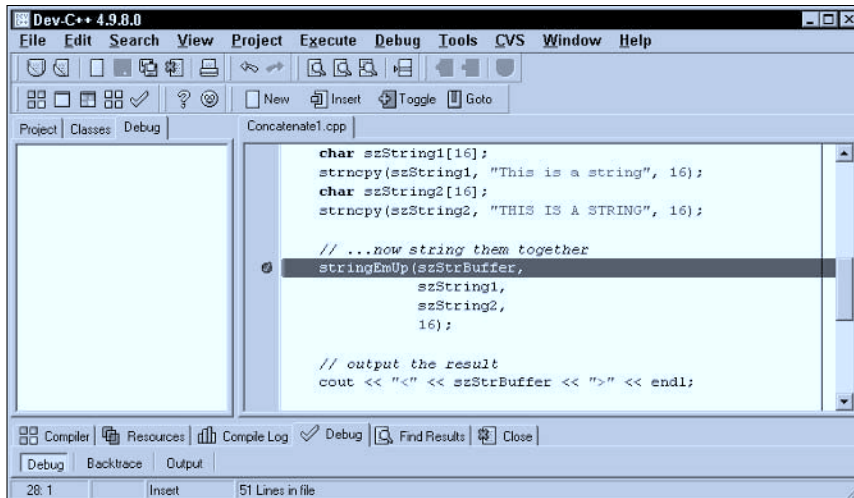 Dev-C++ 4.9.8.0
File Edit Search View Project Execute Debug Tools CVS Window Help
New Insert Toggle Goto
Project Classes Debug
Concatenate1.cpp
char szString1[16];
strncpy(szString1, "This is a string", 16);
char szString2[16];
strncpy(szString2, "THIS IS A STRING", 16);
// ...now string them together
stringEmUp(szStrBuffer,
szString1,
szString2,
16);
// output the result
cout << "<" << szStrBuffer << ">" << endl;
Compiler Resources Compile Log Debug Find Results Close
Debug Backtrace Output
28: 1 Insert 51 Lines in file